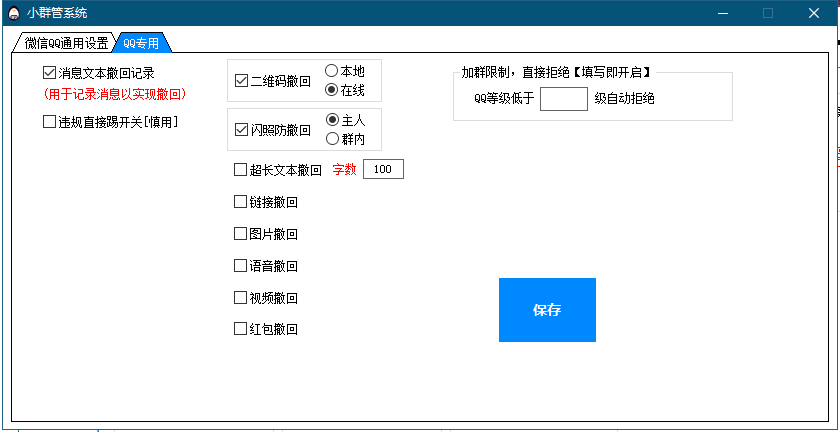 小群管系统
微信QQ通用设置 QQ专用
消息文本撤回记录
(用于记录消息以实现撤回)
违规直接踢开关[慎用]
二维码撤回
本地
在线
闪照防撤回
主人
群内
超长文本撤回 字数 100
链接撤回
图片撤回
语音撤回
视频撤回
红包撤回
加群限制，直接拒绝【填写即开启】
QQ等级低于 级自动拒绝
保存